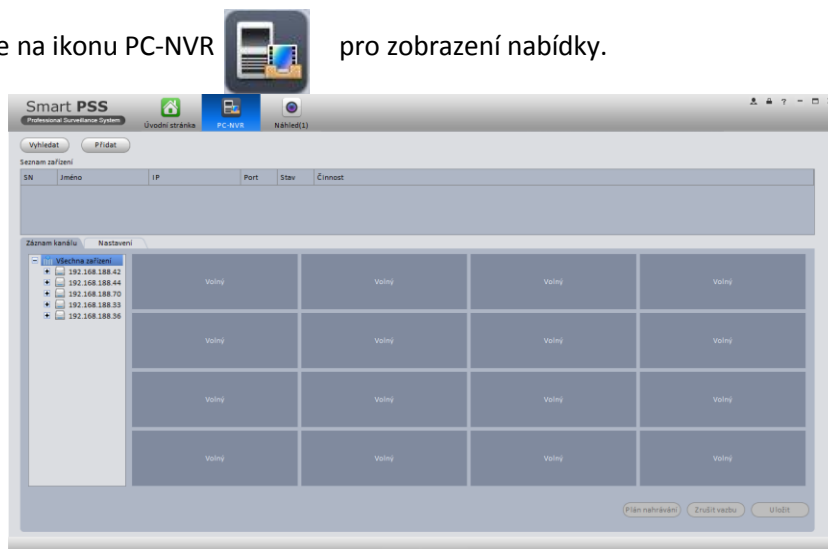 e na ikonu PC-NVR pro zobrazení nabídky.
Smart PSS
Professional Surveillance System
Úvodní stránka PC-NVR Náhled(1)
Vyhledat Přidat
Seznam zařízení
SN Jméno IP Port Stav Činnost
Záznam kanálu Nastavení
Všechna zařízení
192.168.188.42
192.168.188.44
192.168.188.70
192.168.188.33
192.168.188.36
Volný Volný Volný Volný
Volný Volný Volný Volný
Volný Volný Volný Volný
Volný Volný Volný Volný
Plán nahrávání Zrušit vazbu Uložit